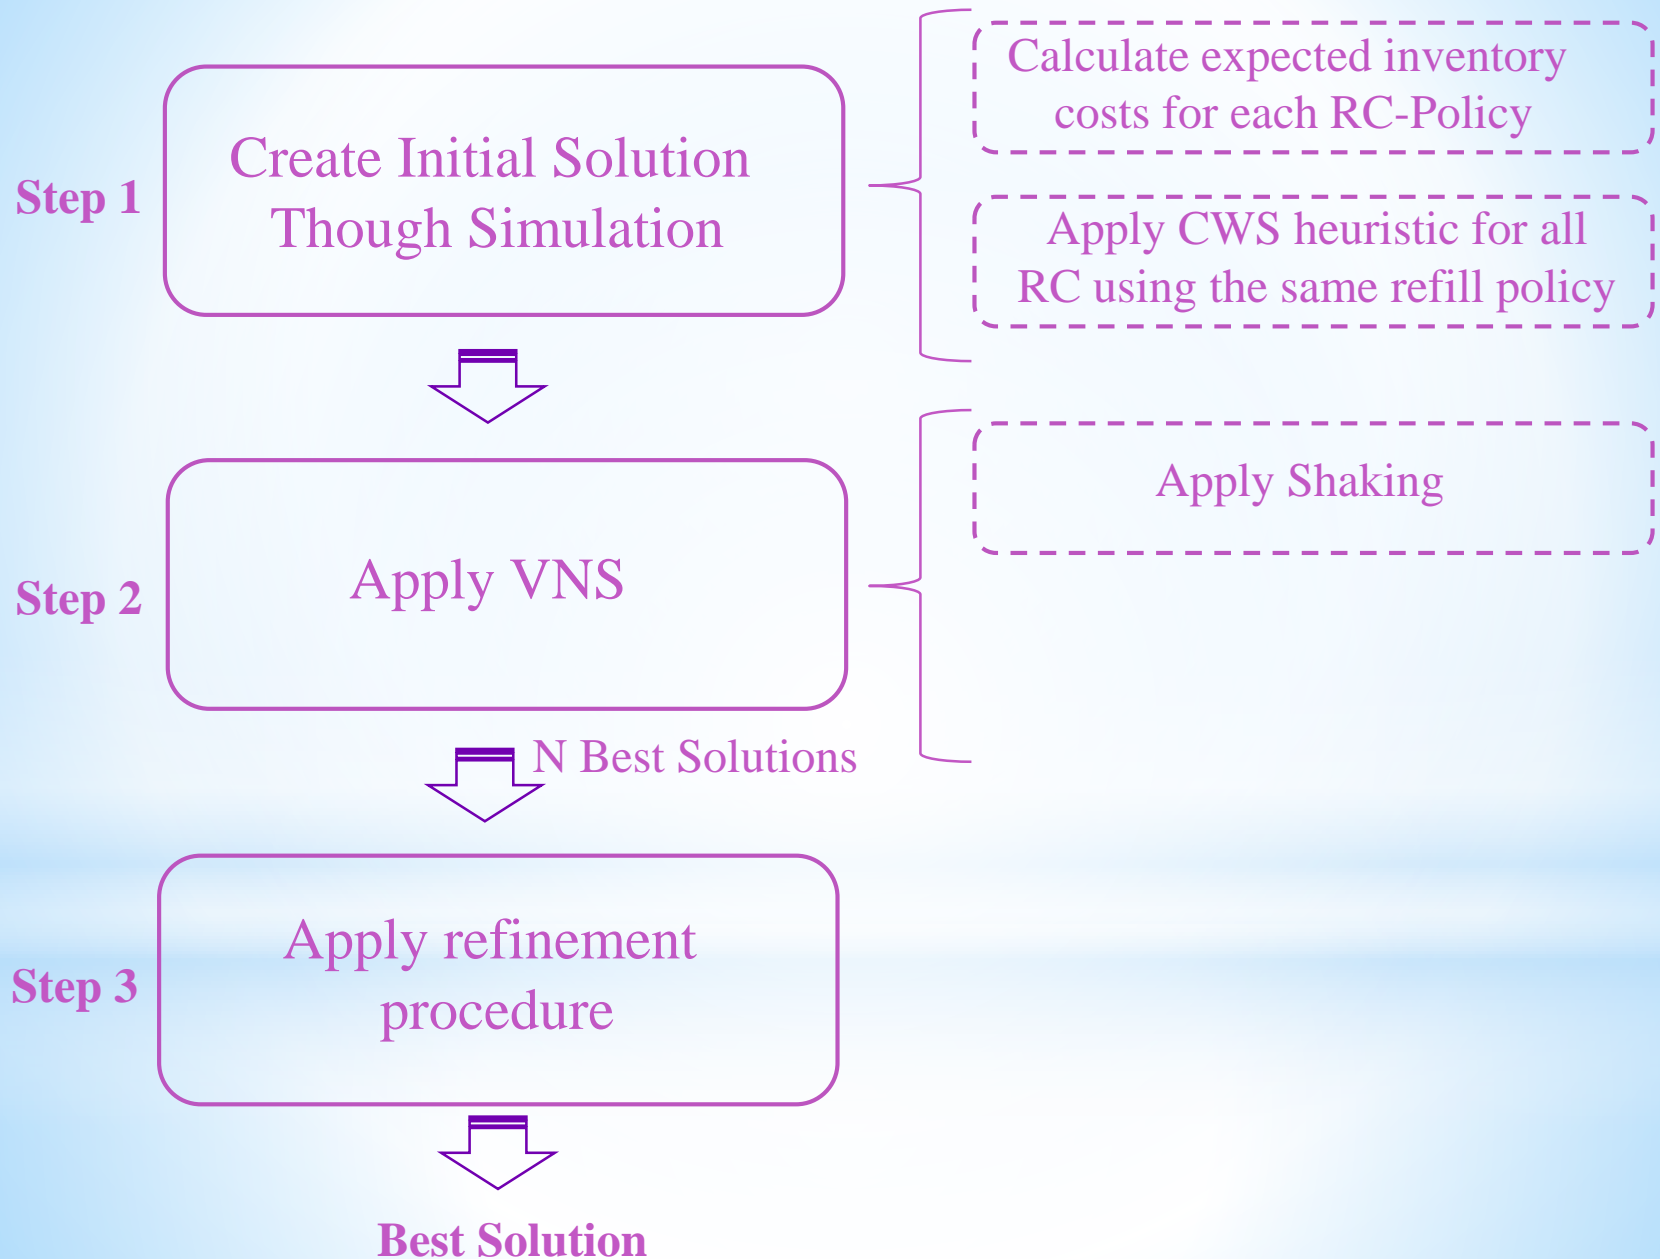 Step 1
Create Initial Solution
Though Simulation
Calculate expected inventory
costs for each RC-Policy
Apply CWS heuristic for all
RC using the same refill policy
Step 2
Apply VNS
Apply Shaking
N Best Solutions
Step 3
Apply refinement
procedure
Best Solution